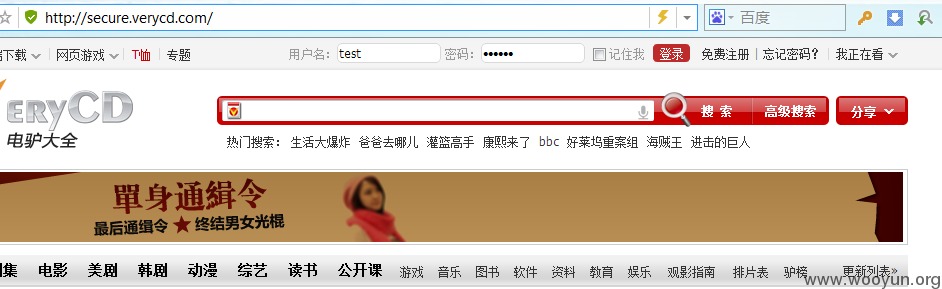 http://secure.verycd.com/ 百度
下载 网页游戏 T恤 专题 用户名: test 密码: •••••• 记住我 登录 免费注册 | 忘记密码? | 我正在看
ERYCD
电驴大全
搜 索 高级搜索 分享
热门搜索: 生活大爆炸 爸爸去哪儿 灌篮高手 康熙来了 bbc 好莱坞重案组 海贼王 进击的巨人
單身通緝令
最后通缉令★终结男女光棍
剧集 电影 美剧 韩剧 动漫 综艺 读书 公开课 游戏 音乐 图书 软件 资料 教育 娱乐 观影指南 排片表 驴榜 更新列表»
www.wooyun.org